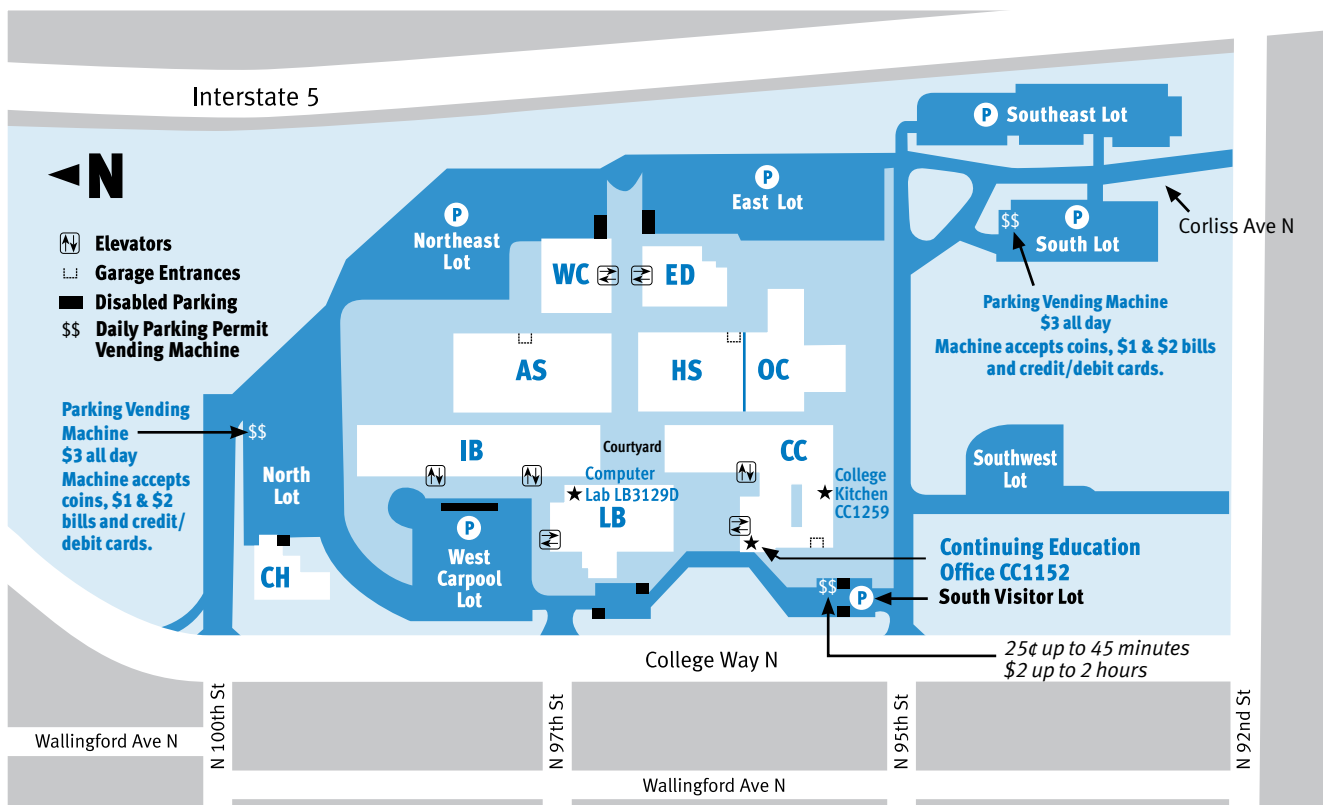 Interstate 5
P Southeast Lot
N
P
East Lot
P
Northeast
Lot
$$
P
South Lot
Corliss Ave N
Elevators
Garage Entrances
Disabled Parking
$$ Daily Parking Permit
Vending Machine
WC
ED
Parking Vending Machine
$3 all day
Machine accepts coins, $1 & $2 bills
and credit/debit cards.
AS
HS
OC
Parking Vending
Machine
$3 all day
Machine accepts
coins, $1 & $2
bills and credit/
debit cards.
$$
North
Lot
IB
Courtyard
CC
Computer
Lab LB3129D
LB
College
Kitchen
CC1259
Southwest
Lot
P
West
Carpool
Lot
CH
Continuing Education
Office CC1152
South Visitor Lot
$$
P
25¢ up to 45 minutes
$2 up to 2 hours
College Way N
N 100th St
N 97th St
N 95th St
N 92nd St
Wallingford Ave N
Wallingford Ave N